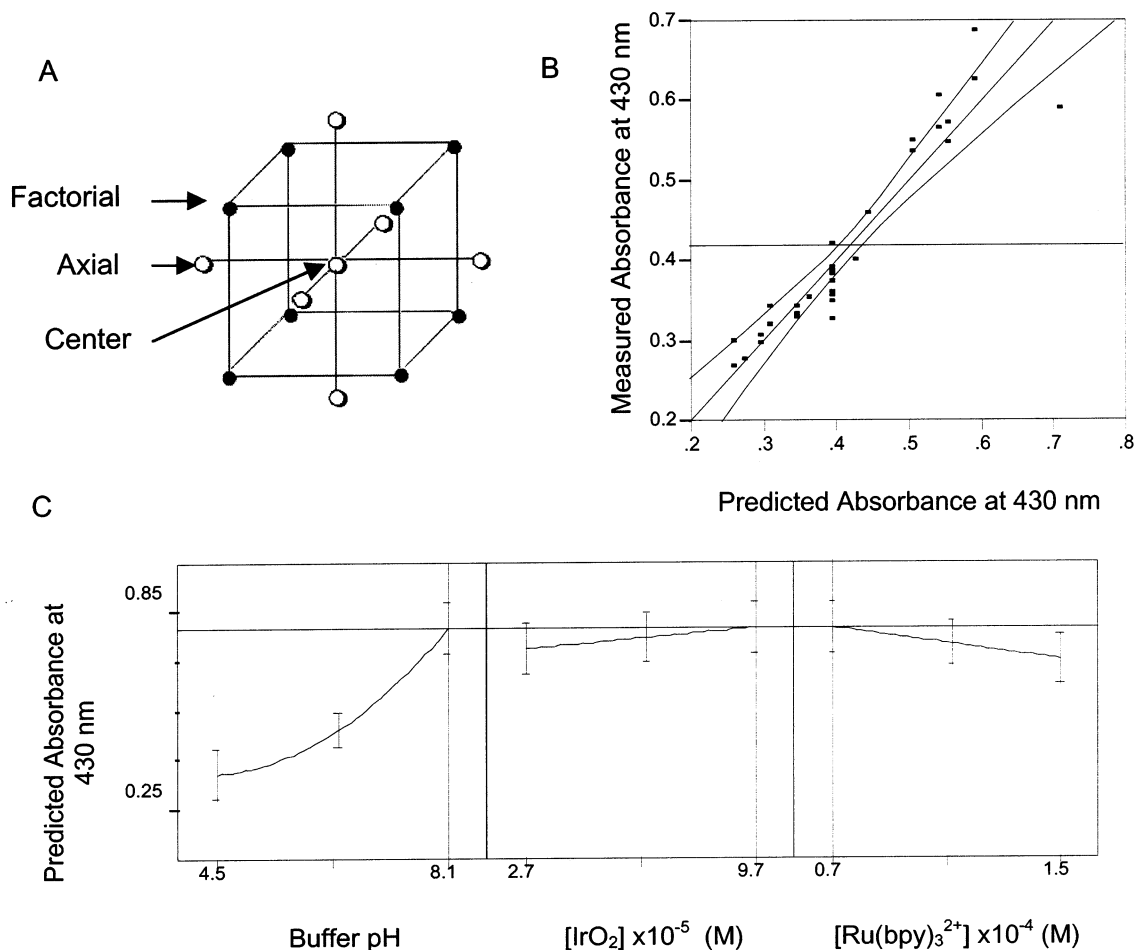 A
Factorial
Axial
Center
B
Measured Absorbance at 430 nm
0.7
0.6
0.5
0.4
0.3
0.2
.2 .3 .4 .5 .6 .7 .8
Predicted Absorbance at 430 nm
C
Predicted Absorbance at
430 nm
0.85
0.25
4.5 8.1 2.7 9.7 0.7 1.5
Buffer pH [IrO₂] x10⁻⁵ (M) [Ru(bpy)₃²⁺] x10⁻⁴ (M)